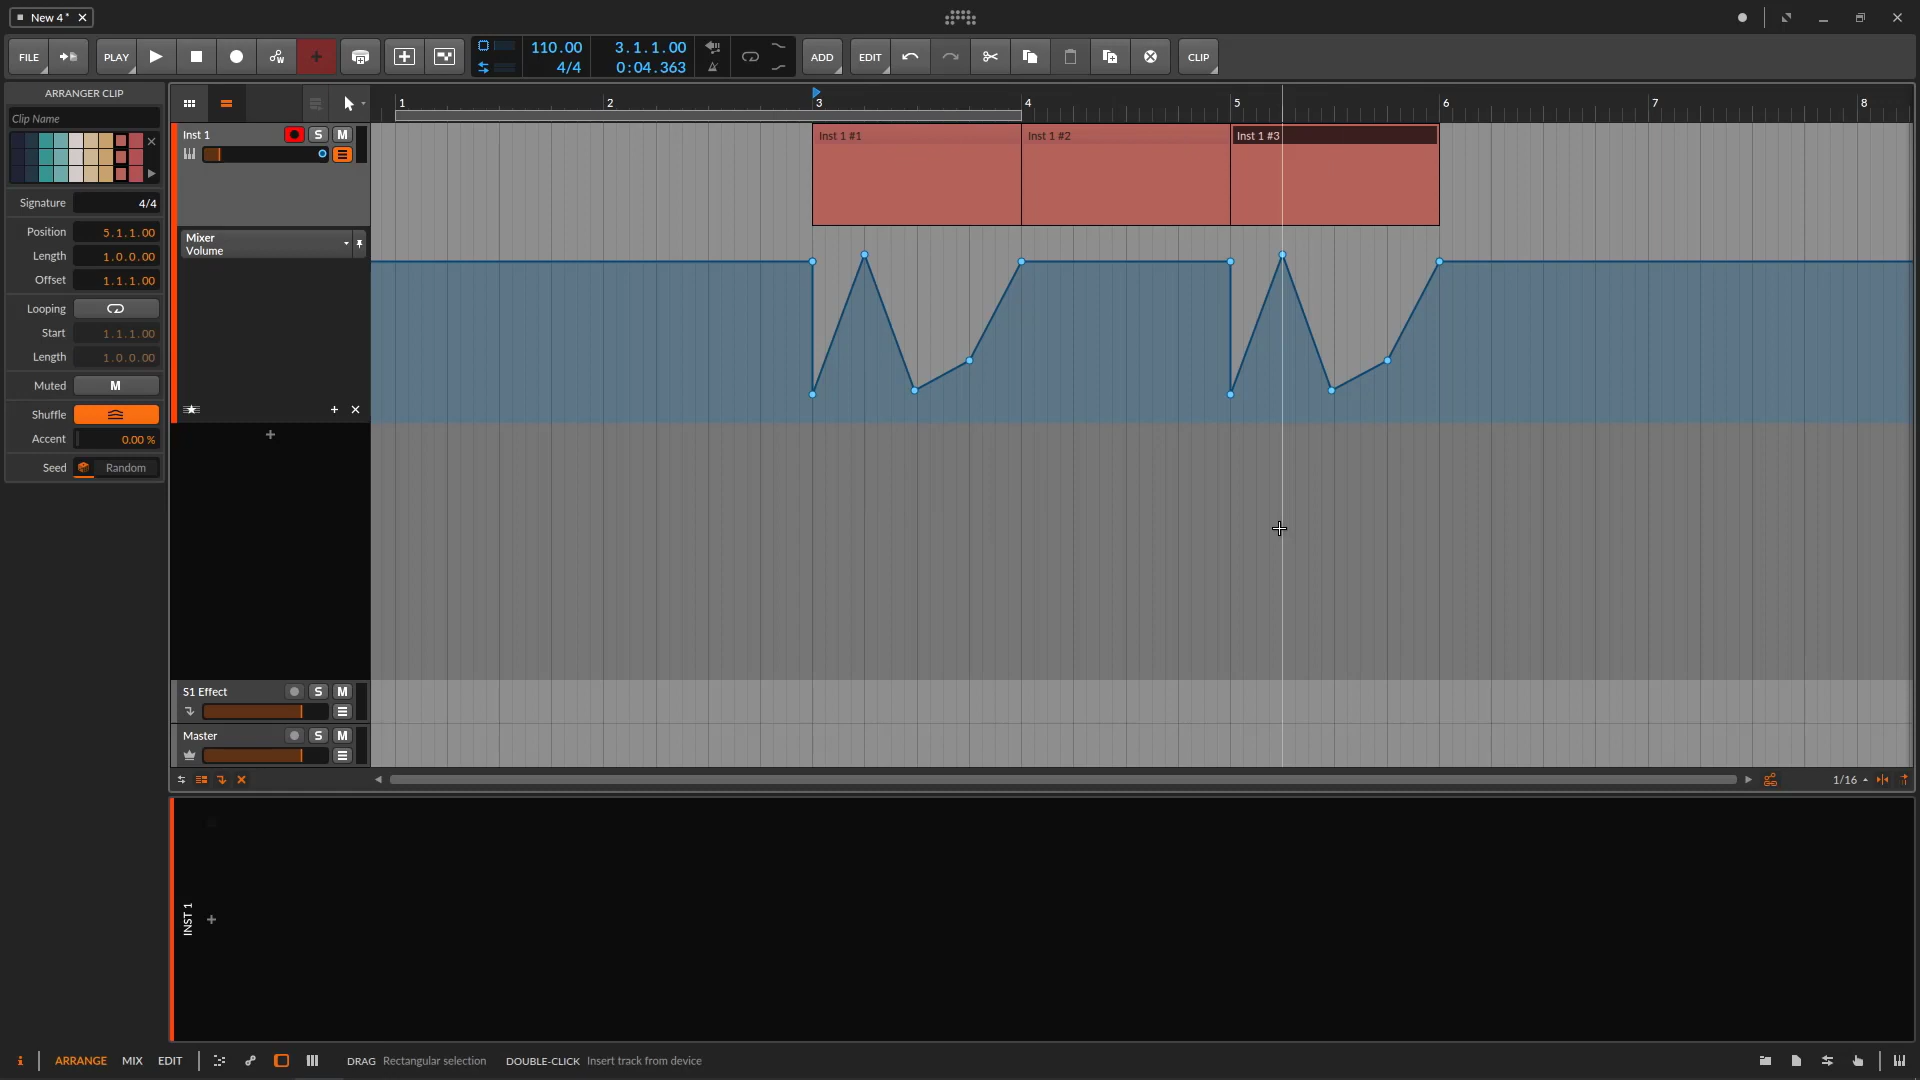 New 4*
FILE
PLAY
110.00
4/4
3.1.1.00
0:04.363
ADD
EDIT
CLIP
ARRANGER CLIP
Clip Name
Signature 4/4
Position 5.1.1.00
Length 1.0.0.00
Offset 1.1.1.00
Looping
Start 1.1.1.00
Length 1.0.0.00
Muted M
Shuffle
Accent 0.00 %
Seed Random
1 2 3 4 5 6 7 8
Inst 1 S M
Inst 1 #1
Inst 1 #2
Inst 1 #3
Mixer
Volume
S1 Effect S M
Master S M
1/16
INST 1
i ARRANGE MIX EDIT DRAG Rectangular selection DOUBLE-CLICK Insert track from device